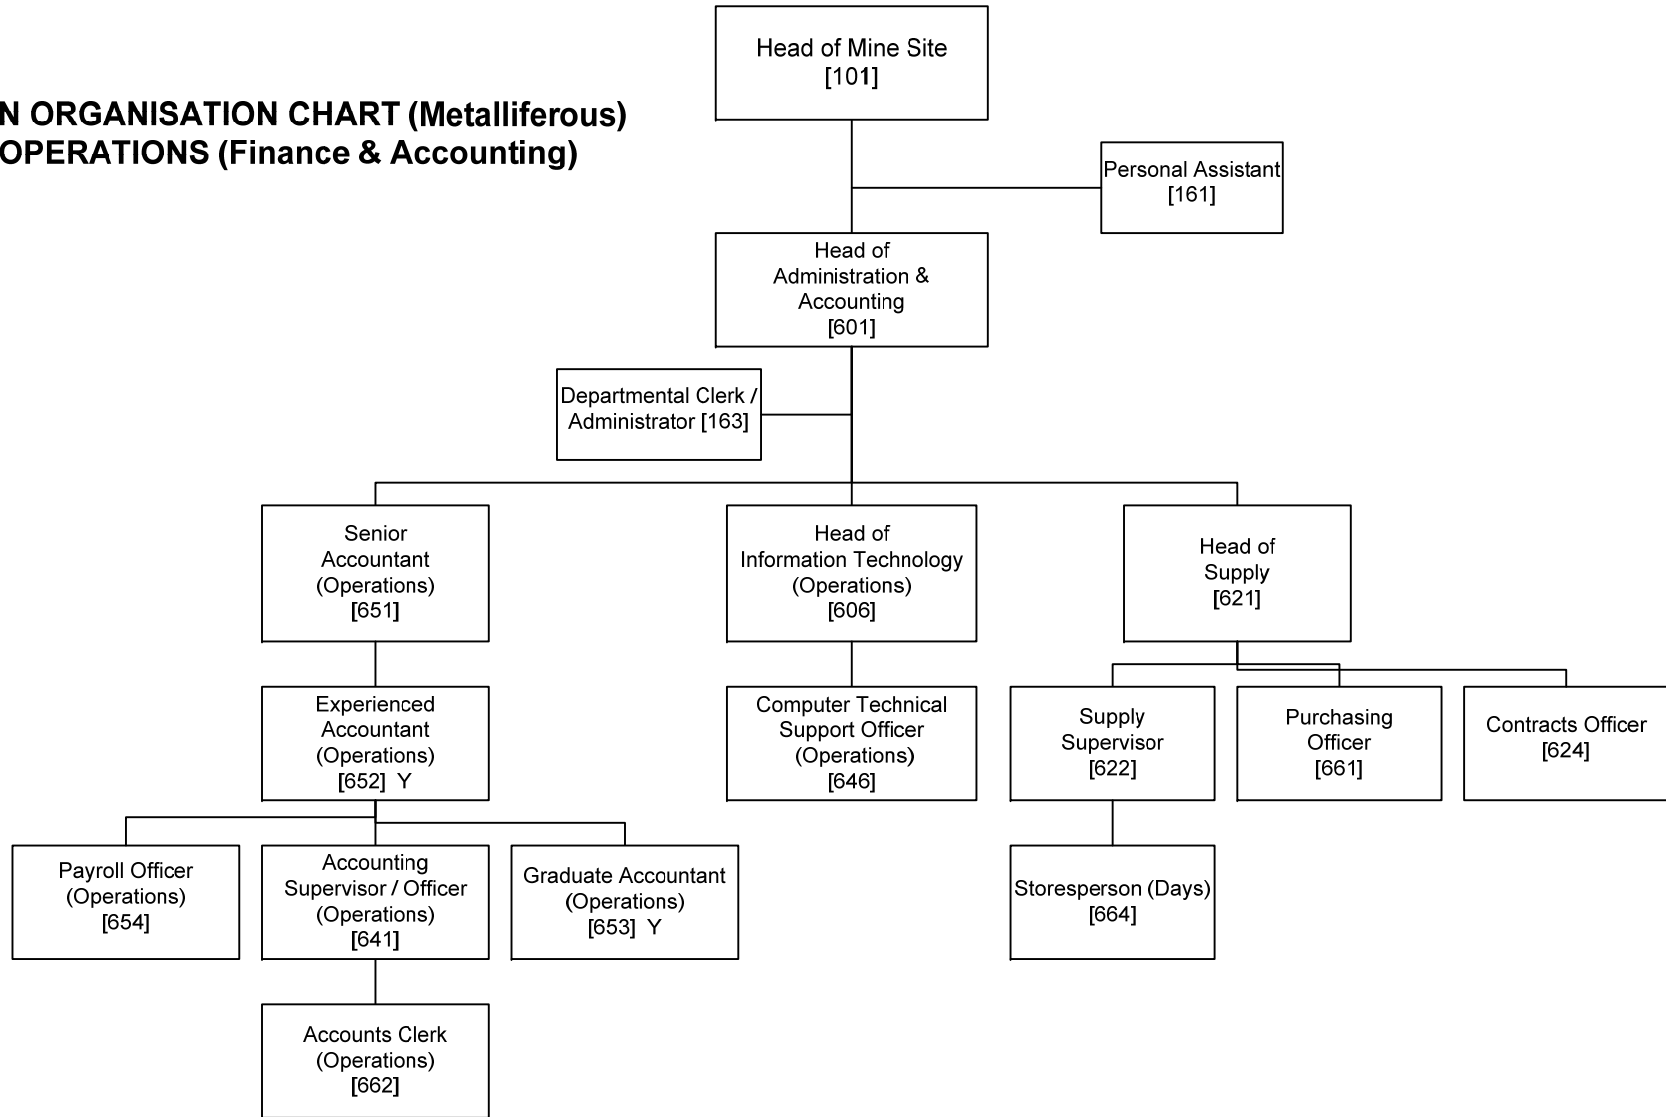 Head of Mine Site
[101]
N ORGANISATION CHART (Metalliferous)
OPERATIONS (Finance & Accounting)
Personal Assistant
[161]
Head of
Administration &
Accounting
[601]
Departmental Clerk /
Administrator [163]
Senior
Accountant
(Operations)
[651]
Head of
Information Technology
(Operations)
[606]
Head of
Supply
[621]
Experienced
Accountant
(Operations)
[652] Y
Computer Technical
Support Officer
(Operations)
[646]
Supply
Supervisor
[622]
Purchasing
Officer
[661]
Contracts Officer
[624]
Payroll Officer
(Operations)
[654]
Accounting
Supervisor / Officer
(Operations)
[641]
Graduate Accountant
(Operations)
[653] Y
Storesperson (Days)
[664]
Accounts Clerk
(Operations)
[662]